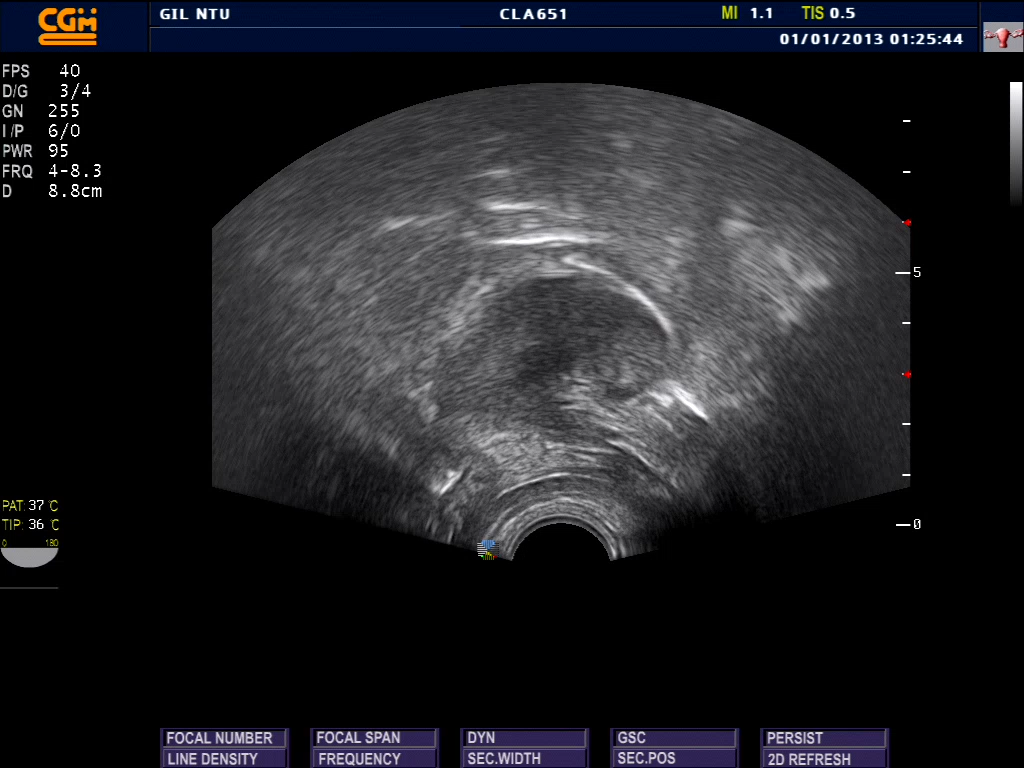 CGM
GIL NTU CLA651 MI 1.1 TIS 0.5
01/01/2013 01:25:44
FPS 40
D/G 3/4
GN 255
I/P 6/0
PWR 95
FRQ 4-8.3
D 8.8cm
5
PAT: 37 °C
TIP: 36 °C
0 180
0
FOCAL NUMBER FOCAL SPAN DYN GSC PERSIST
LINE DENSITY FREQUENCY SEC.WIDTH SEC.POS 2D REFRESH